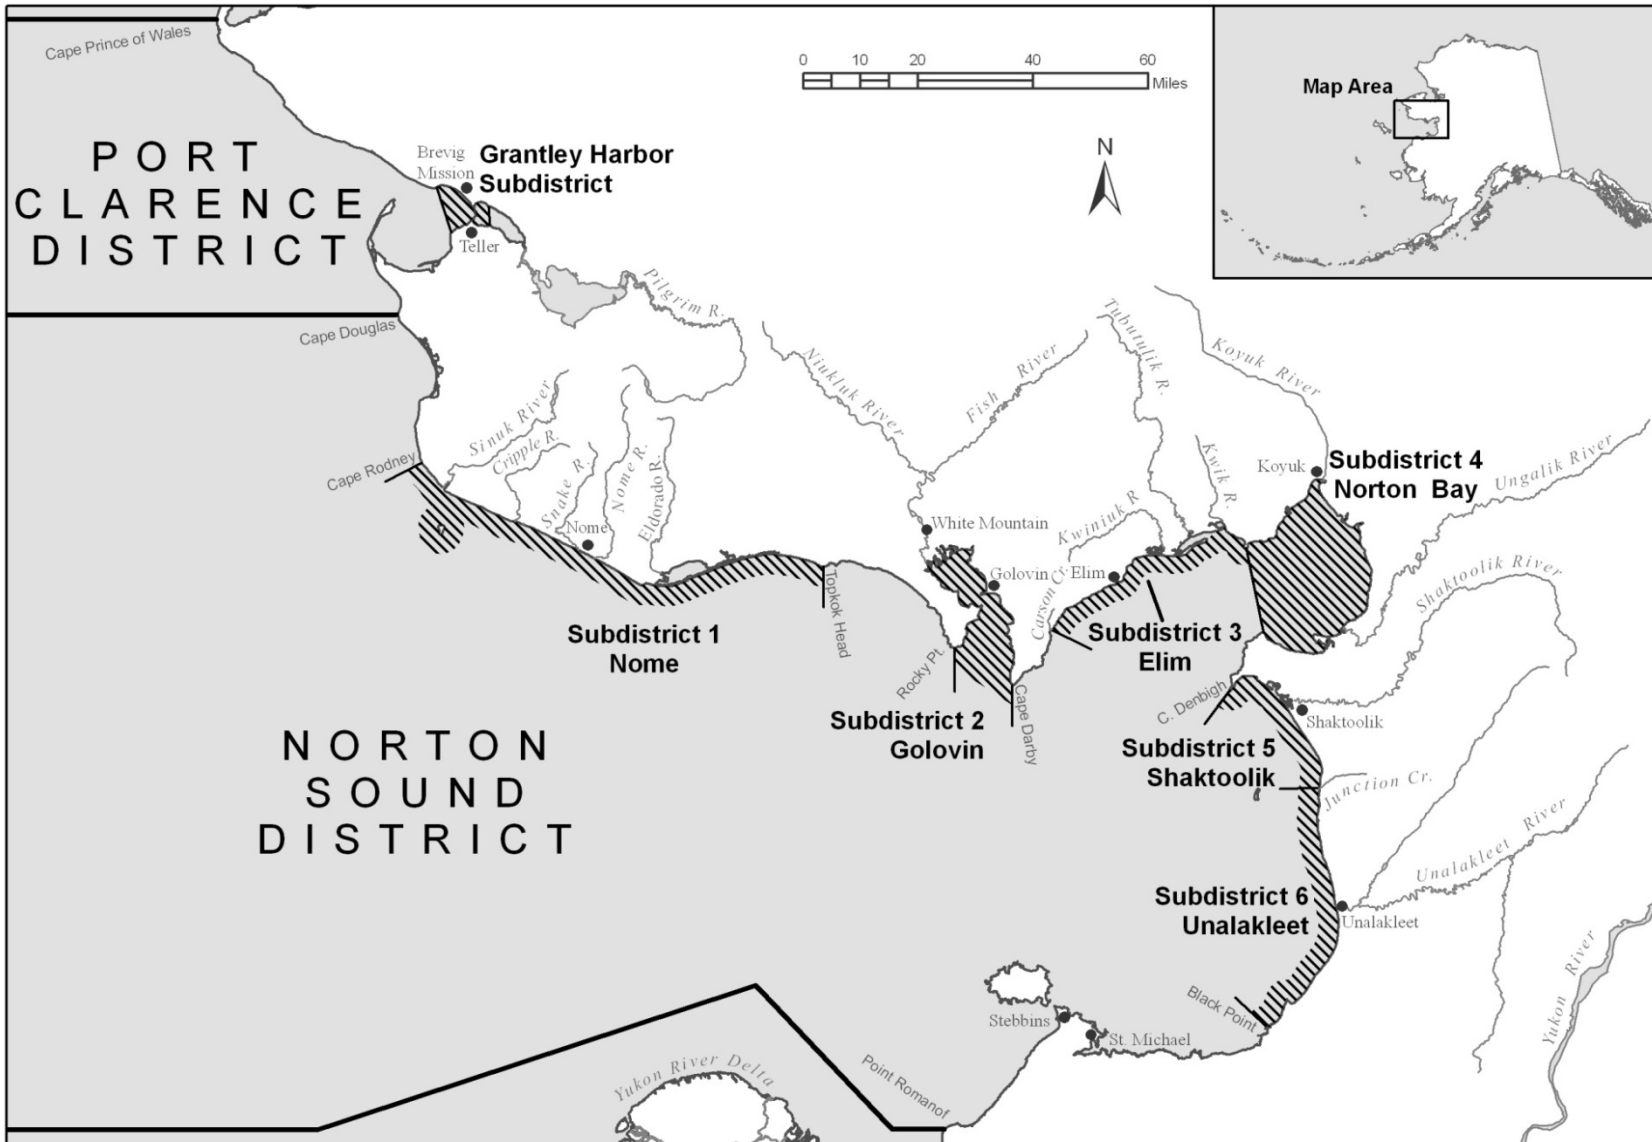 Cape Prince of Wales
0 10 20 40 60
Miles
Map Area
N
PORT
CLARENCE
DISTRICT
Brevig
Mission
Grantley Harbor
Subdistrict
Teller
Cape Douglas
Pilgrim R.
Niukluk River
Fish River
Tubutulik R.
Koyuk River
Sinuk River
Cripple R.
Snake R.
Nome R.
Eldorado R.
Cape Rodney
Nome
Kwik R.
Koyuk
Subdistrict 4
Norton Bay
Ungalik River
White Mountain
Kwiniuk R
Golovin
Elim
Carson Cr.
Shaktoolik River
Topkok Head
Subdistrict 1
Nome
Subdistrict 3
Elim
Rocky Pt.
Cape Darby
C. Denbigh
Subdistrict 2
Golovin
Shaktoolik
Subdistrict 5
Shaktoolik
Junction Cr.
NORTON
SOUND
DISTRICT
Unalakleet River
Subdistrict 6
Unalakleet
Unalakleet
Black Point
Yukon River
Stebbins
St. Michael
Yukon River Delta
Point Romanof